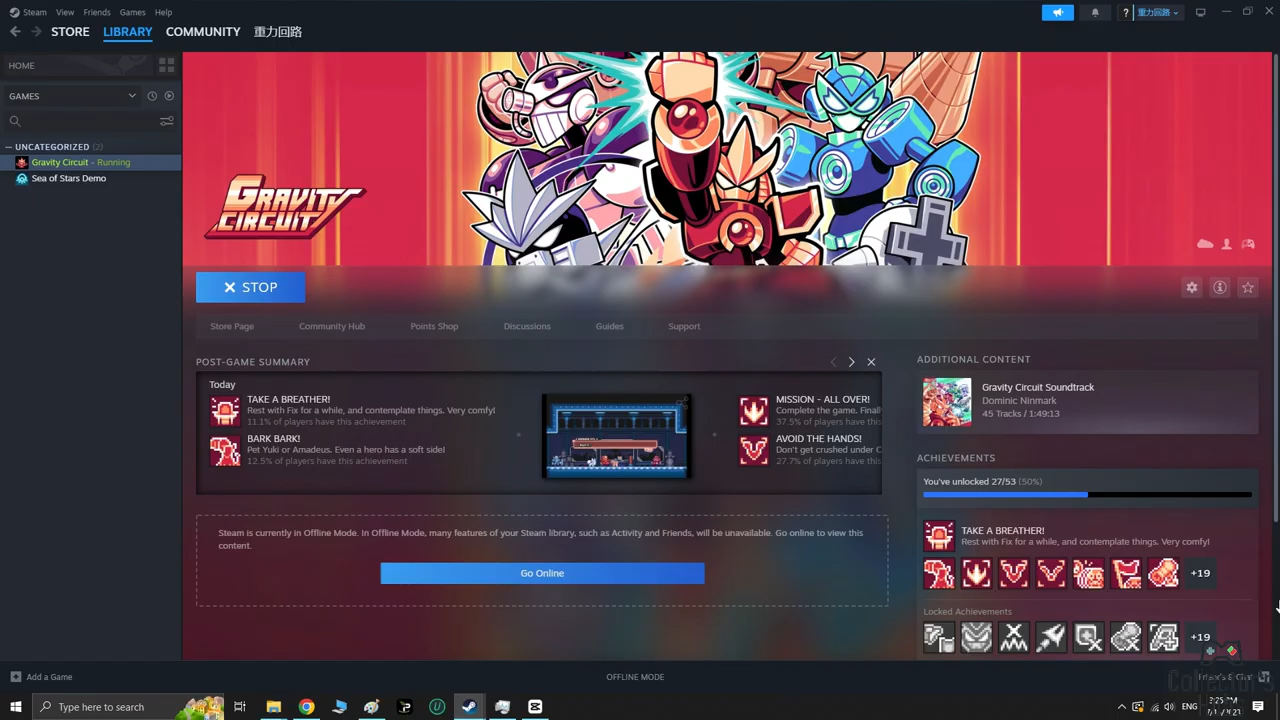 Steam View Friends Games Help
? 重力回路
STORE LIBRARY COMMUNITY 重力回路
HOME
GAMES
UNCATEGORIZED (2)
Gravity Circuit - Running
Sea of Stars Demo
GRAVITY
CIRCUIT
STOP
Store Page Community Hub Points Shop Discussions Guides Support
POST-GAME SUMMARY
Today
TAKE A BREATHER!
Rest with Fix for a while, and contemplate things. Very comfy!
11.1% of players have this achievement
BARK BARK!
Pet Yuki or Amadeus. Even a hero has a soft side!
12.5% of players have this achievement
MISSION - ALL OVER!
Complete the game. Final
37.5% of players have this
AVOID THE HANDS!
Don't get crushed under C
27.7% of players have this
ADDITIONAL CONTENT
Gravity Circuit Soundtrack
Dominic Ninmark
45 Tracks / 1:49:13
ACHIEVEMENTS
You've unlocked 27/53 (50%)
TAKE A BREATHER!
Rest with Fix for a while, and contemplate things. Very comfy!
+19
Locked Achievements
+19
Steam is currently in Offline Mode. In Offline Mode, many features of your Steam library, such as Activity and Friends, will be unavailable. Go online to view this
content.
Go Online
Add a Game
OFFLINE MODE
Friends & Chat
Collectors
Type here to search
ENG